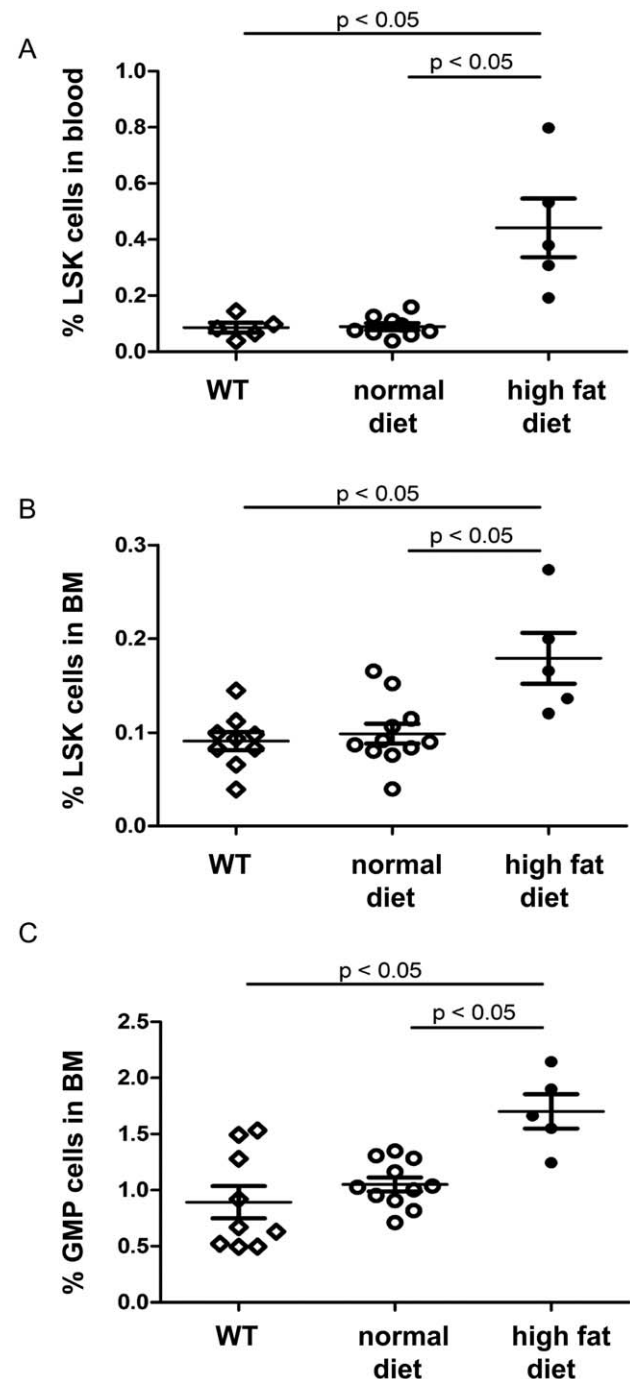 A
p < 0.05
p < 0.05
% LSK cells in blood
1.0
0.8
0.6
0.4
0.2
0.0
WT
normal
diet
high fat
diet
B
p < 0.05
p < 0.05
% LSK cells in BM
0.3
0.2
0.1
0.0
WT
normal
diet
high fat
diet
C
p < 0.05
p < 0.05
% GMP cells in BM
2.5
2.0
1.5
1.0
0.5
0.0
WT
normal
diet
high fat
diet